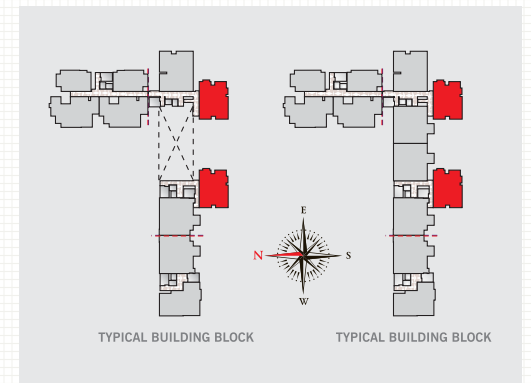 E
N S
W
TYPICAL BUILDING BLOCK TYPICAL BUILDING BLOCK